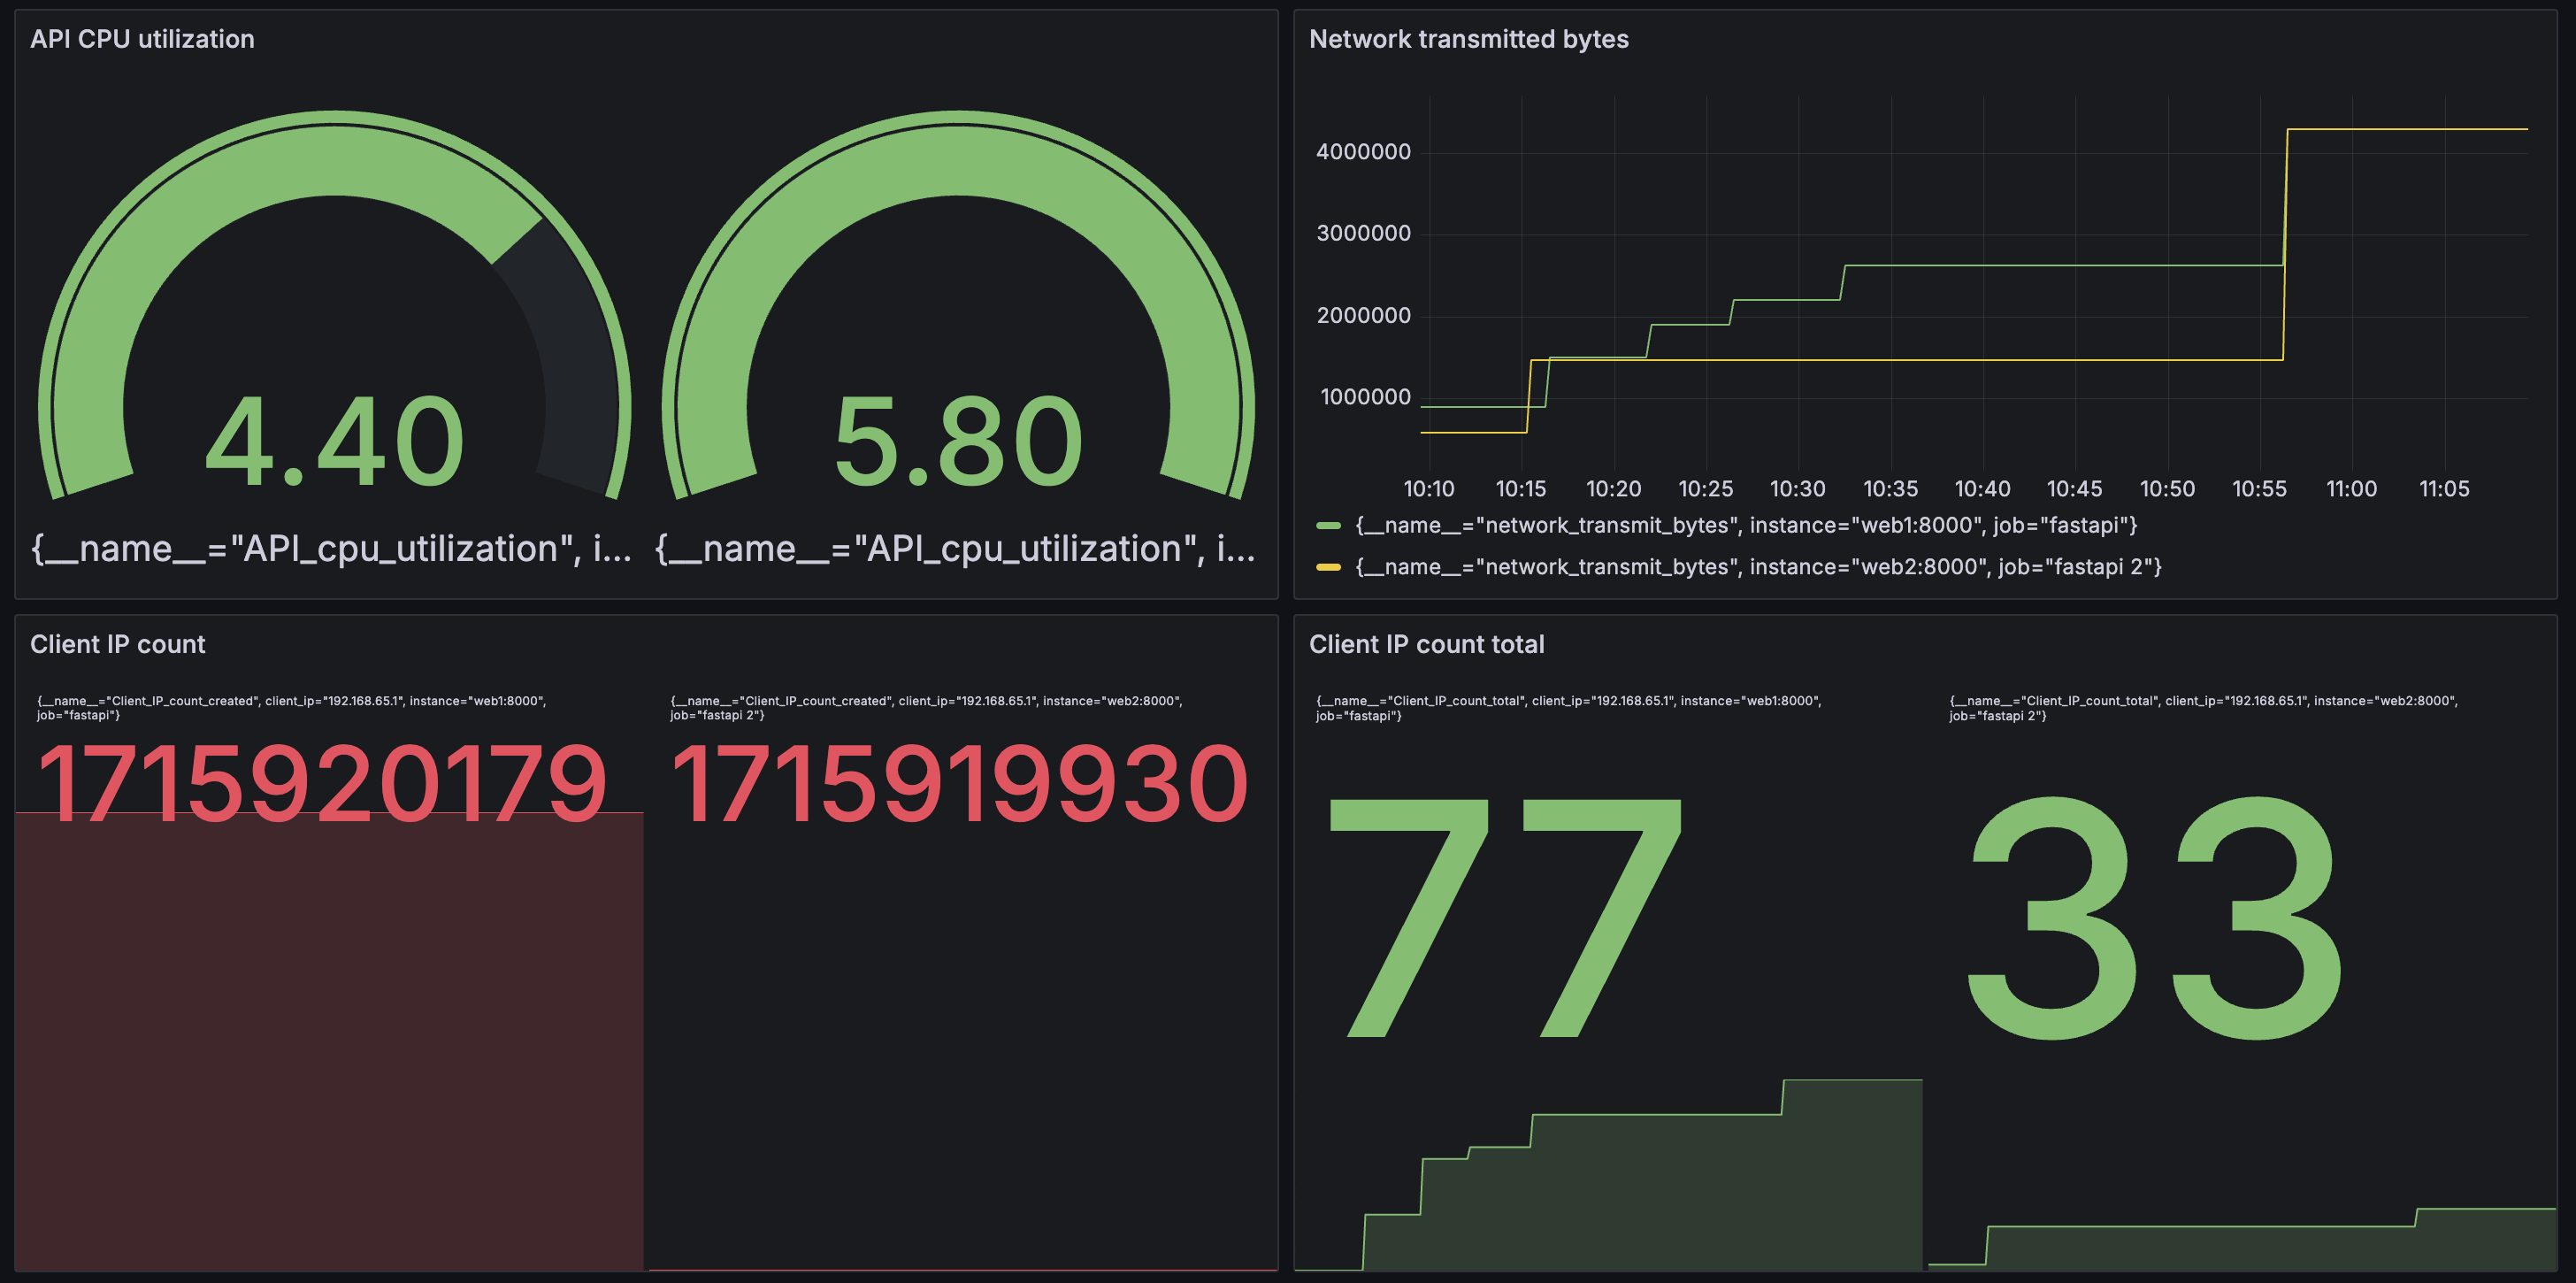 API CPU utilization
4.40
5.80
{__name__="API_cpu_utilization", i...
{__name__="API_cpu_utilization", i...
Network transmitted bytes
4000000
3000000
2000000
1000000
10:10 10:15 10:20 10:25 10:30 10:35 10:40 10:45 10:50 10:55 11:00 11:05
{__name__="network_transmit_bytes", instance="web1:8000", job="fastapi"}
{__name__="network_transmit_bytes", instance="web2:8000", job="fastapi 2"}
Client IP count
{__name__="Client_IP_count_created", client_ip="192.168.65.1", instance="web1:8000",
job="fastapi"}
1715920179
{__name__="Client_IP_count_created", client_ip="192.168.65.1", instance="web2:8000",
job="fastapi 2"}
1715919930
Client IP count total
{__name__="Client_IP_count_total", client_ip="192.168.65.1", instance="web1:8000",
job="fastapi"}
77
{__name__="Client_IP_count_total", client_ip="192.168.65.1", instance="web2:8000",
job="fastapi 2"}
33